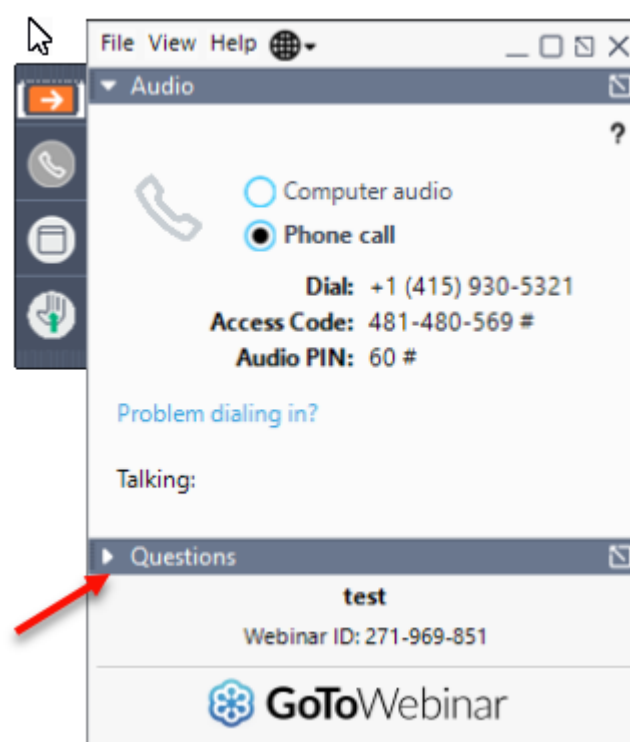 File View Help
Audio
?
Computer audio
Phone call
Dial: +1 (415) 930-5321
Access Code: 481-480-569 #
Audio PIN: 60 #
Problem dialing in?
Talking:
Questions
test
Webinar ID: 271-969-851
GoToWebinar